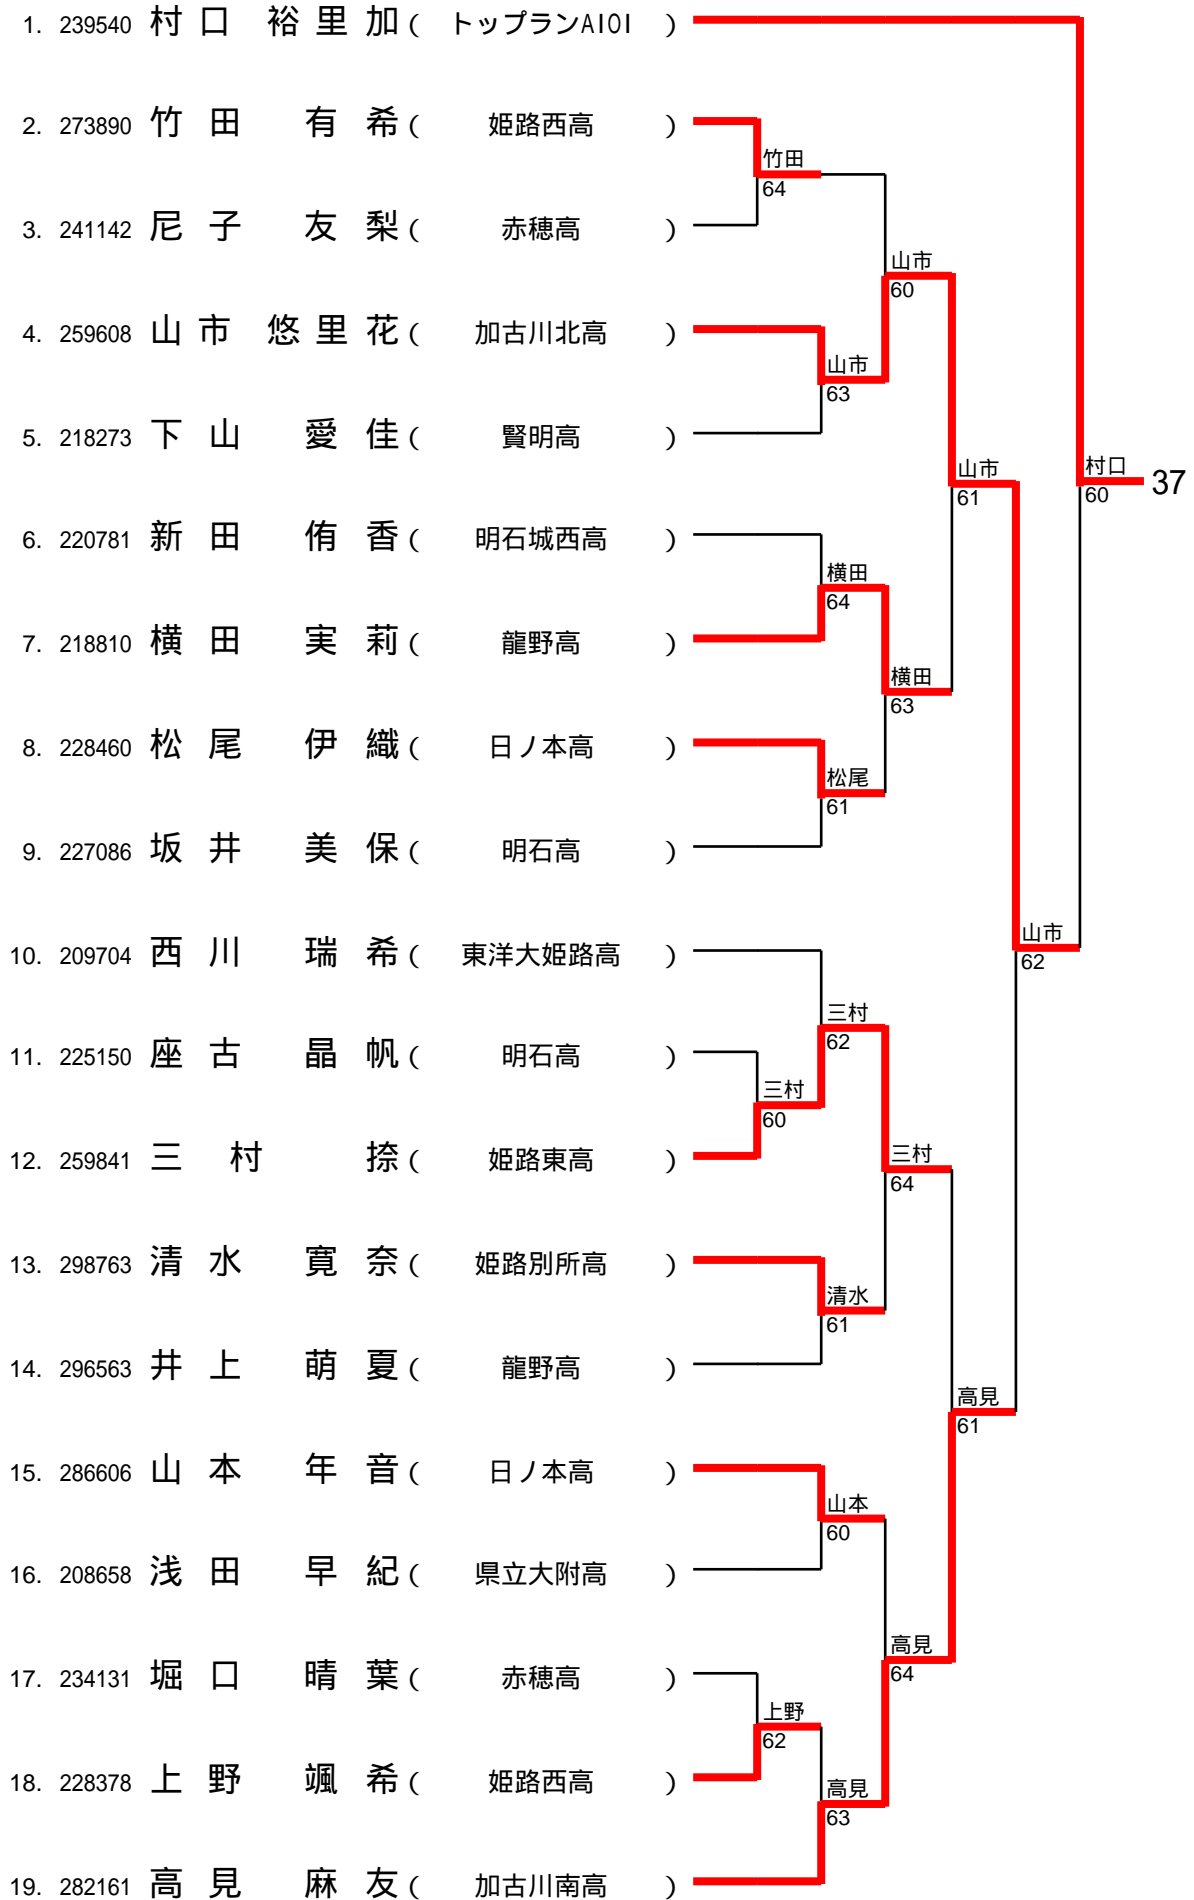 1. 239540 村口 裕里加( トップランAIOI )
2. 273890 竹田 有希( 姫路西高 )
竹田
64
3. 241142 尼子 友梨( 赤穂高 )
山市
60
4. 259608 山市 悠里花( 加古川北高 )
山市
63
5. 218273 下山 愛佳( 賢明高 )
山市
61
村口
60
37
6. 220781 新田 侑香( 明石城西高 )
横田
64
7. 218810 横田 実莉( 龍野高 )
横田
63
8. 228460 松尾 伊織( 日ノ本高 )
松尾
61
9. 227086 坂井 美保( 明石高 )
山市
62
10. 209704 西川 瑞希( 東洋大姫路高 )
三村
62
11. 225150 座古 晶帆( 明石高 )
三村
60
12. 259841 三村 捺( 姫路東高 )
三村
64
13. 298763 清水 寛奈( 姫路別所高 )
清水
61
14. 296563 井上 萌夏( 龍野高 )
高見
61
15. 286606 山本 年音( 日ノ本高 )
山本
60
16. 208658 浅田 早紀( 県立大附高 )
高見
64
17. 234131 堀口 晴葉( 赤穂高 )
上野
62
18. 228378 上野 颯希( 姫路西高 )
高見
63
19. 282161 高見 麻友( 加古川南高 )